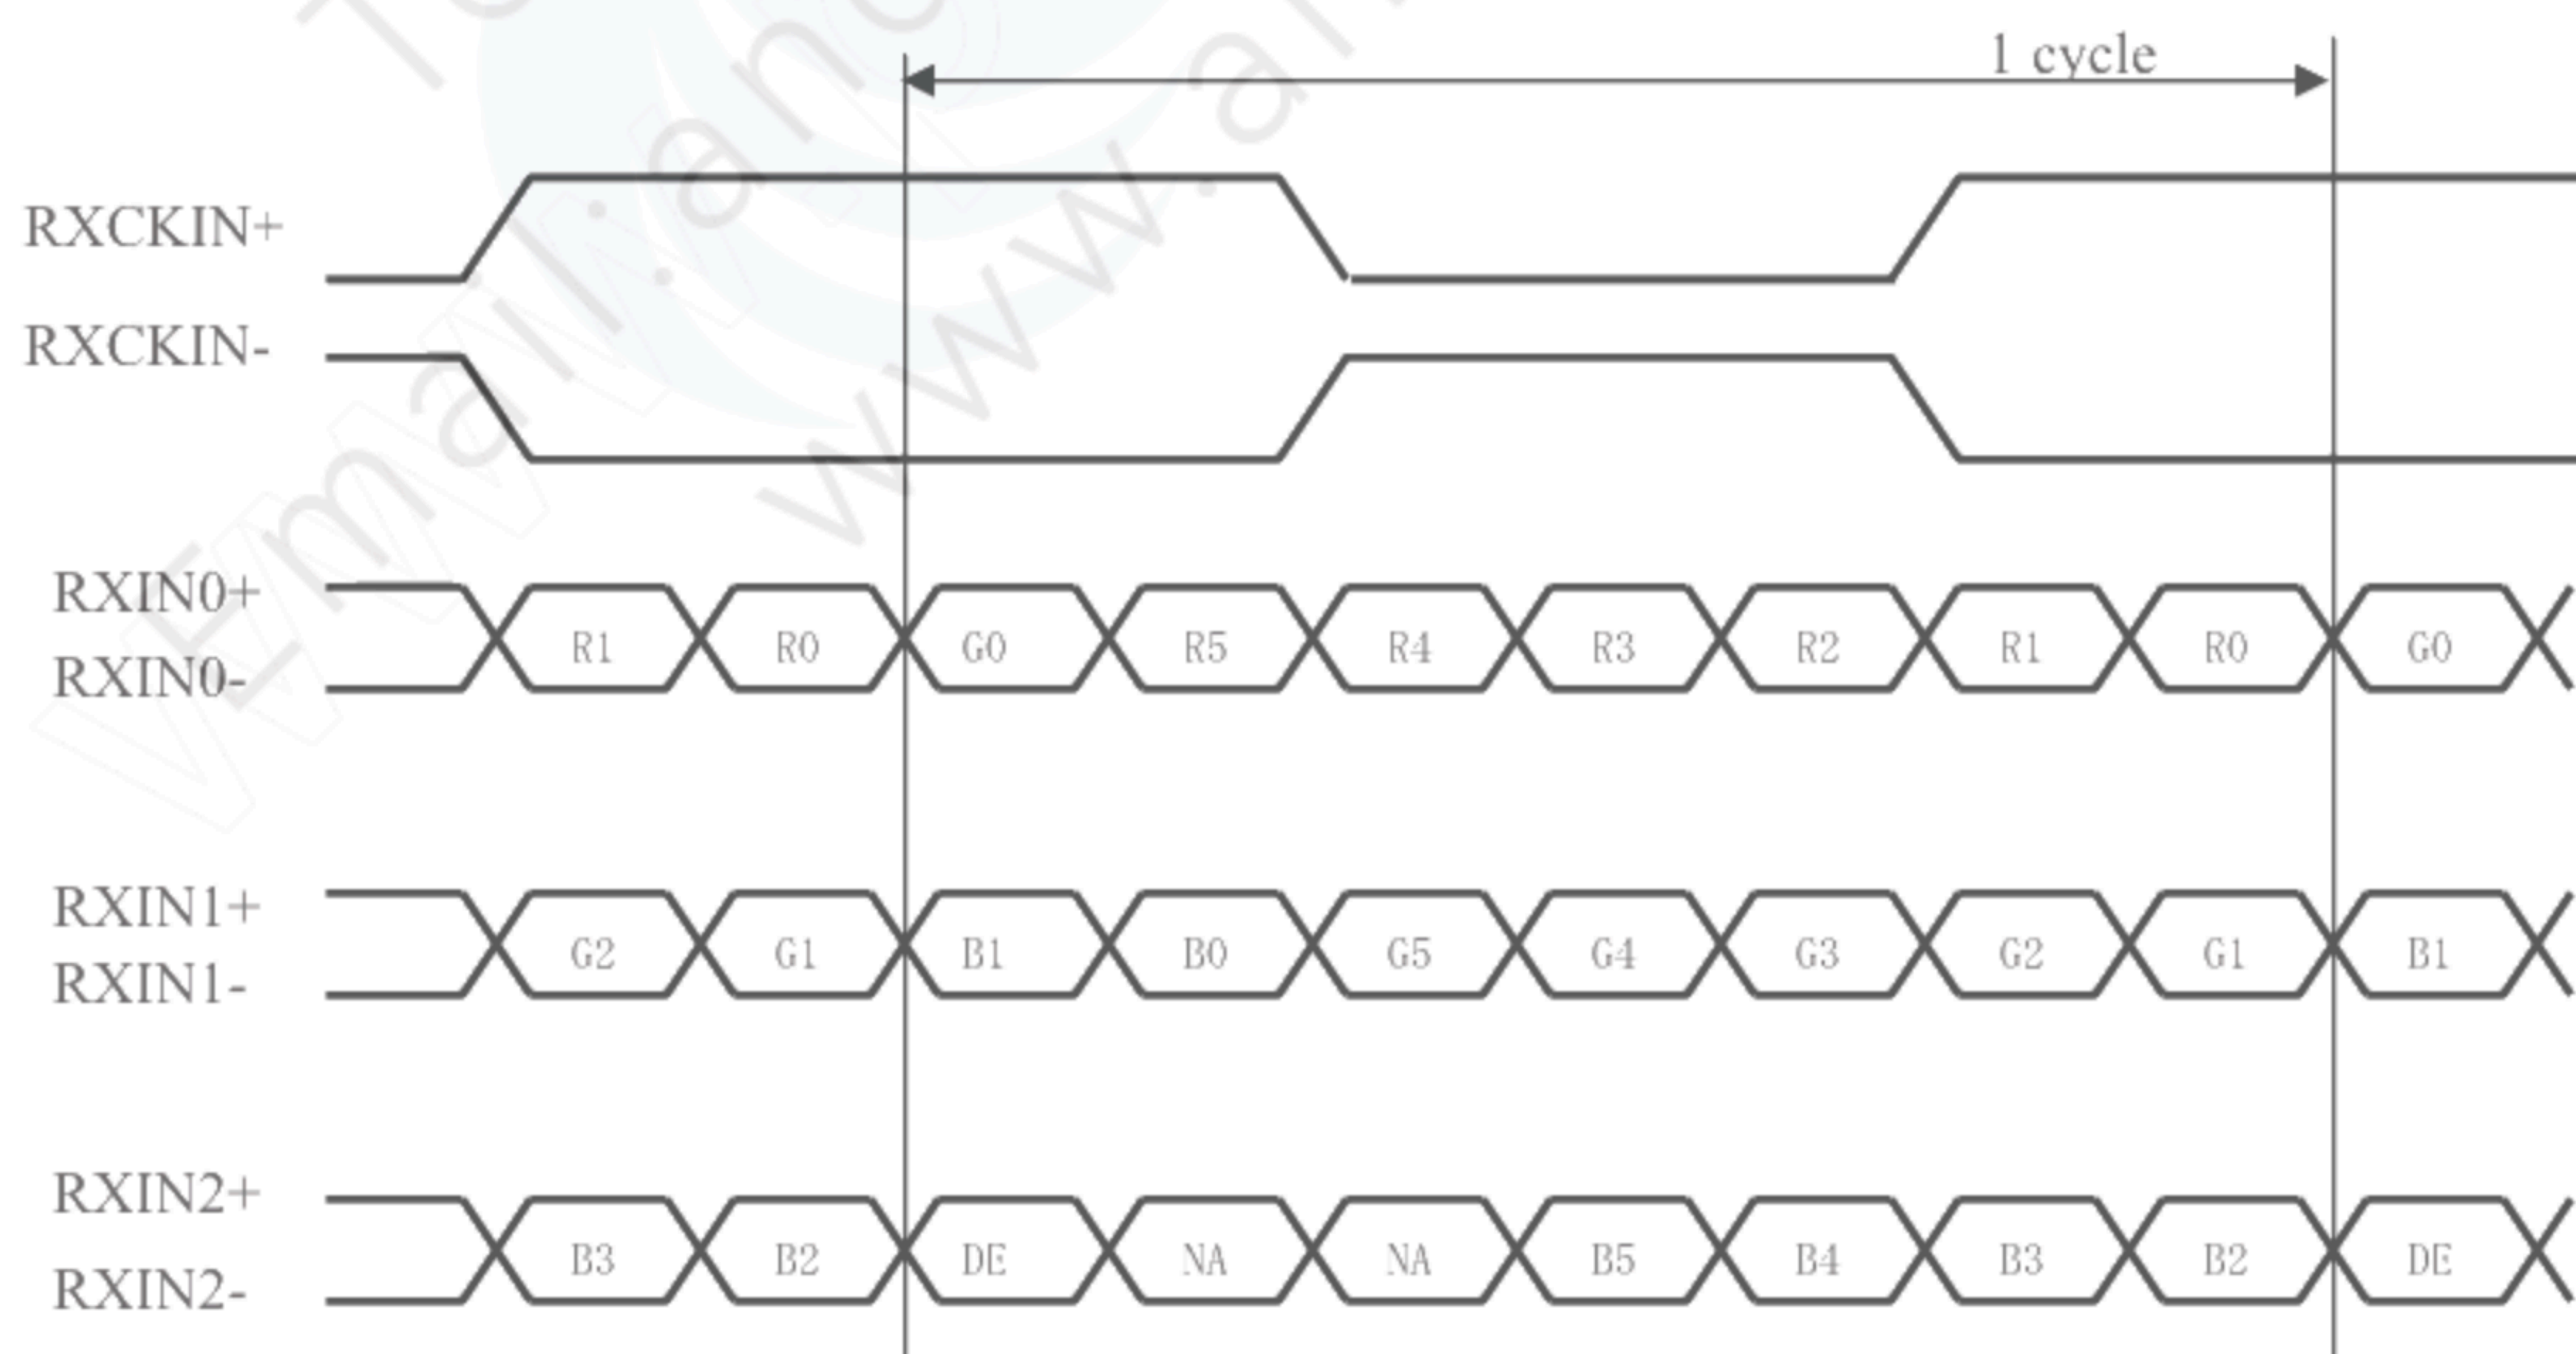 1 cycle
RXCKIN+
RXCKIN-
RXIN0+
R1 R0 G0 R5 R4 R3 R2 R1 R0 G0
RXIN0-
RXIN1+
G2 G1 B1 B0 G5 G4 G3 G2 G1 B1
RXIN1-
RXIN2+
B3 B2 DE NA NA B5 B4 B3 B2 DE
RXIN2-
Email:
www.